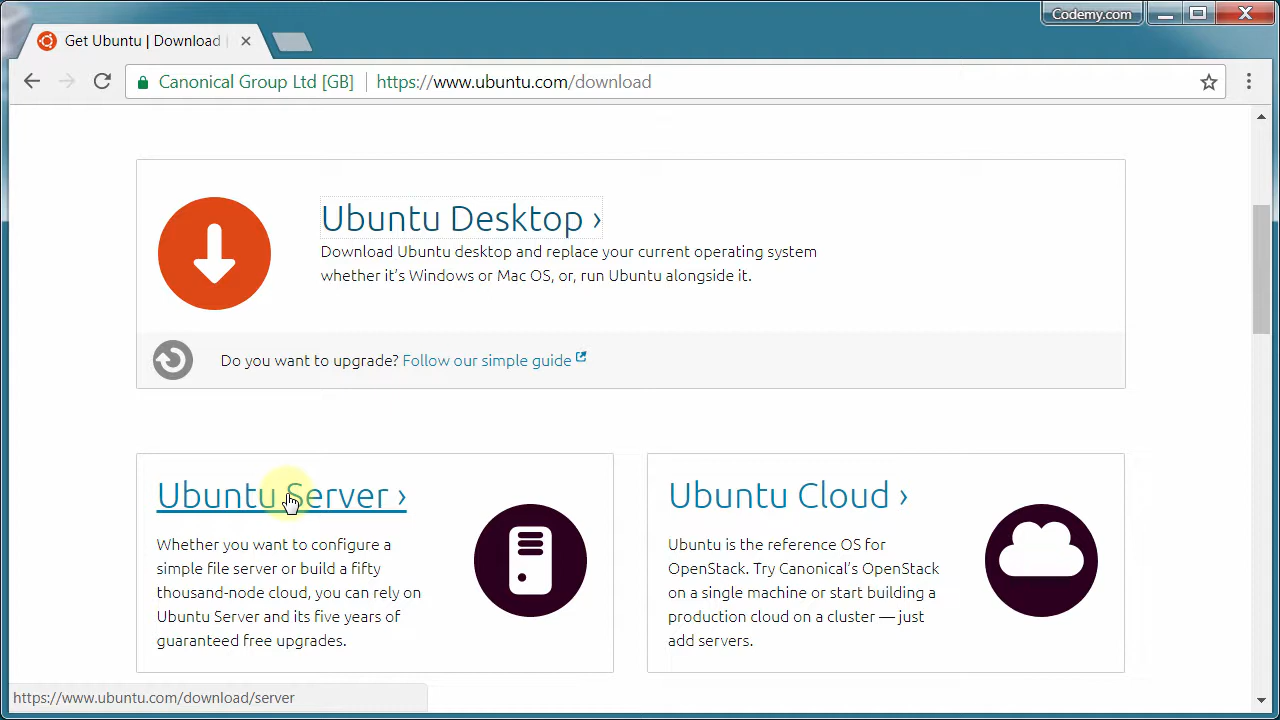 Codemy.com
Get Ubuntu | Download
Canonical Group Ltd [GB] https://www.ubuntu.com/download
Ubuntu Desktop ›
Download Ubuntu desktop and replace your current operating system
whether it’s Windows or Mac OS, or, run Ubuntu alongside it.
Do you want to upgrade? Follow our simple guide
Ubuntu Server ›
Whether you want to configure a
simple file server or build a fifty
thousand-node cloud, you can rely on
Ubuntu Server and its five years of
guaranteed free upgrades.
Ubuntu Cloud ›
Ubuntu is the reference OS for
OpenStack. Try Canonical’s OpenStack
on a single machine or start building a
production cloud on a cluster — just
add servers.
https://www.ubuntu.com/download/server